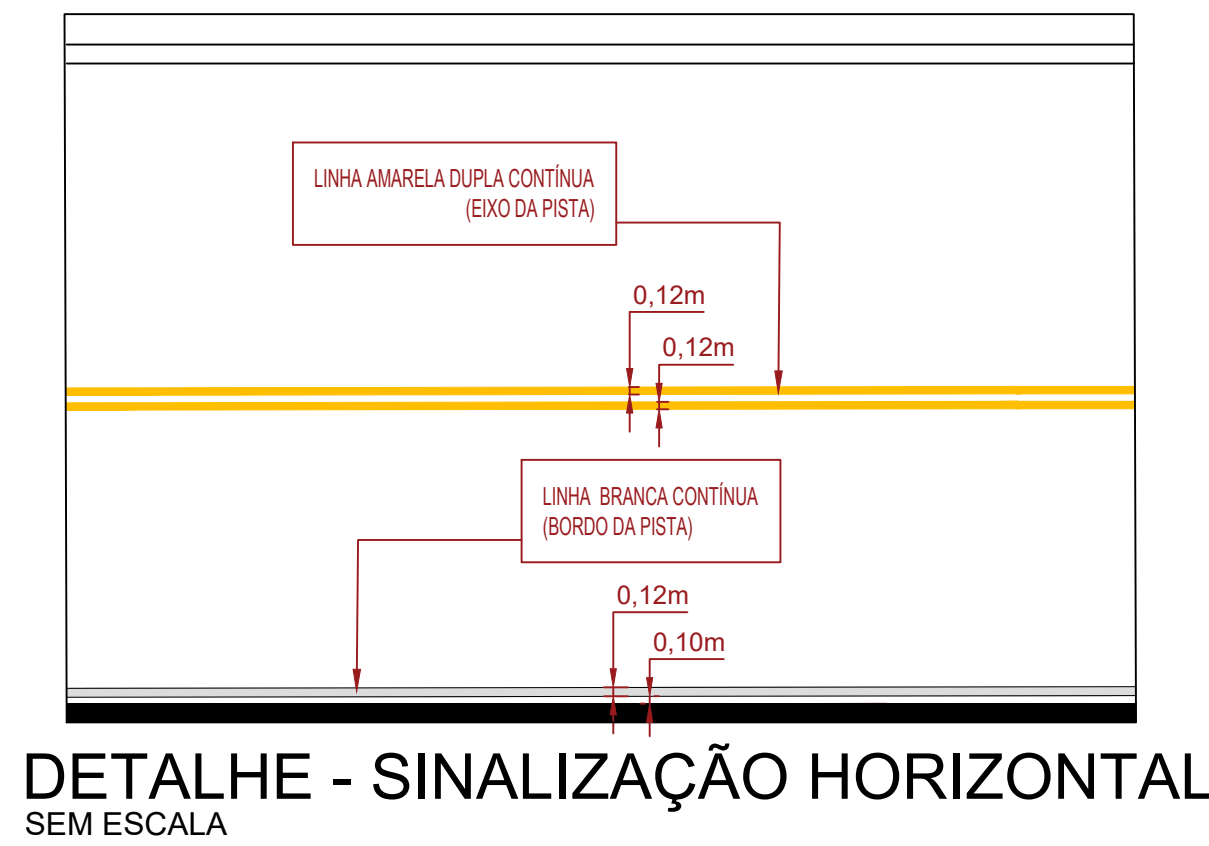 LINHA AMARELA DUPLA CONTÍNUA
(EIXO DA PISTA)
0,12m
0,12m
LINHA BRANCA CONTÍNUA
(BORDO DA PISTA)
0,12m
0,10m
DETALHE - SINALIZAÇÃO HORIZONTAL
SEM ESCALA